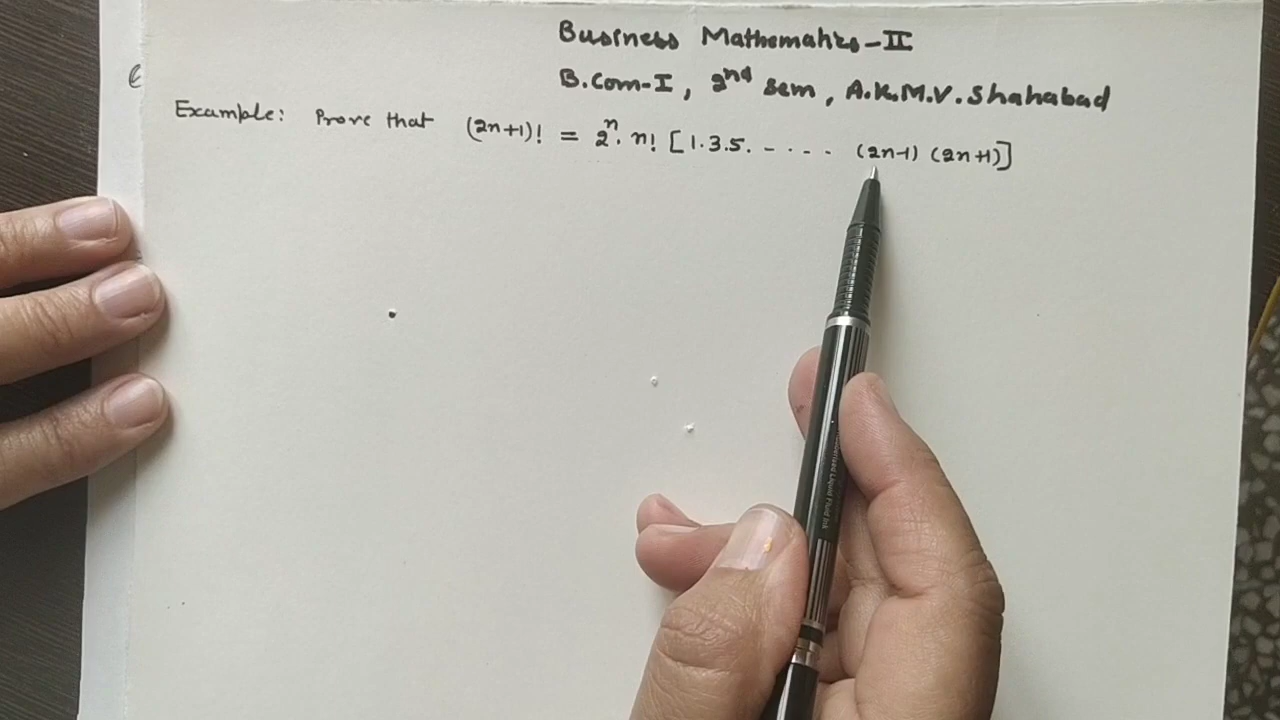 Business Mathematics-II
B.Com-I, 2nd sem, A.K.M.V. Shahabad
Example: Prove that (2n+1)! = 2ⁿ. n! [1.3.5. - - - - (2n-1) (2n+1)]